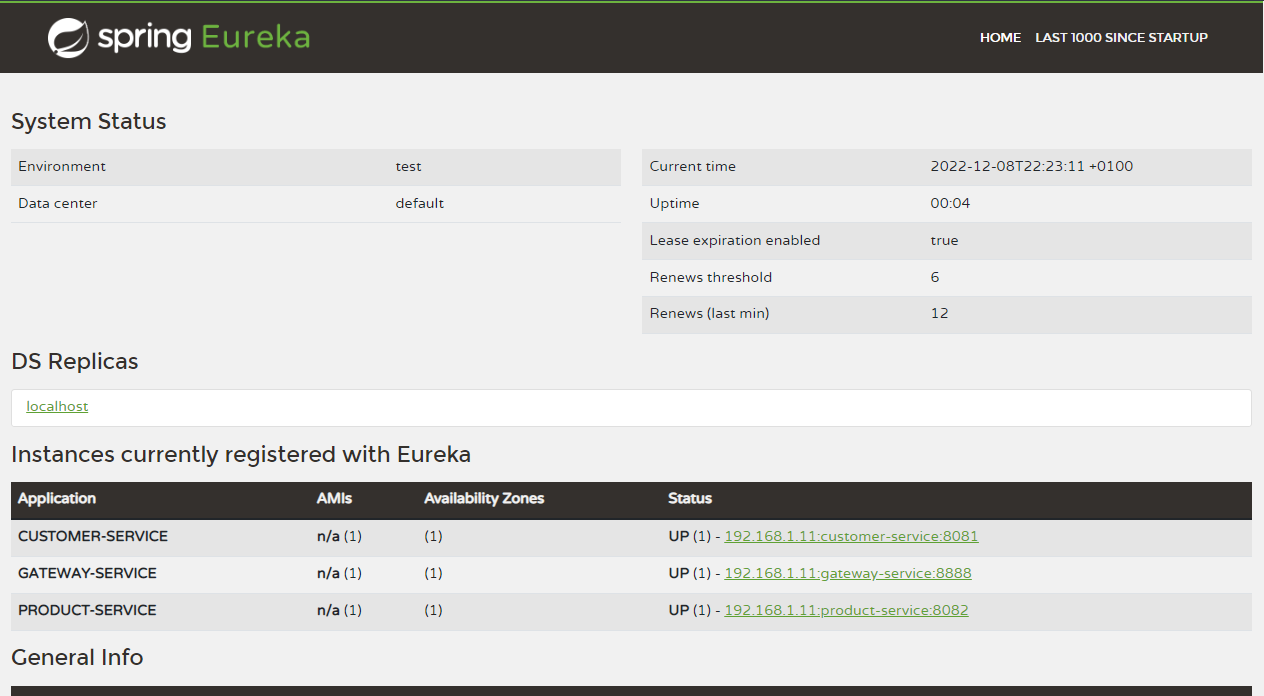 spring Eureka
HOME LAST 1000 SINCE STARTUP
System Status
Environment test
Data center default
Current time 2022-12-08T22:23:11 +0100
Uptime 00:04
Lease expiration enabled true
Renews threshold 6
Renews (last min) 12
DS Replicas
localhost
Instances currently registered with Eureka
Application AMIs Availability Zones Status
CUSTOMER-SERVICE n/a (1) (1) UP (1) - 192.168.1.11:customer-service:8081
GATEWAY-SERVICE n/a (1) (1) UP (1) - 192.168.1.11:gateway-service:8888
PRODUCT-SERVICE n/a (1) (1) UP (1) - 192.168.1.11:product-service:8082
General Info